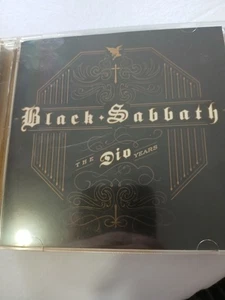 Black Sabbath
THE Dio YEARS